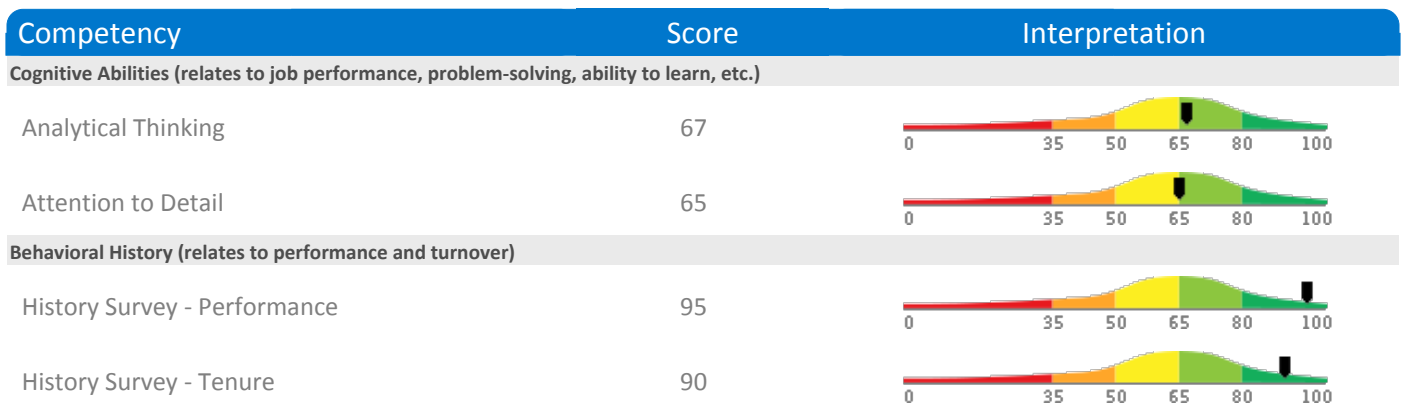 Competency Score Interpretation
Cognitive Abilities (relates to job performance, problem-solving, ability to learn, etc.)
Analytical Thinking 67
0 35 50 65 80 100
Attention to Detail 65
0 35 50 65 80 100
Behavioral History (relates to performance and turnover)
History Survey - Performance 95
0 35 50 65 80 100
History Survey - Tenure 90
0 35 50 65 80 100